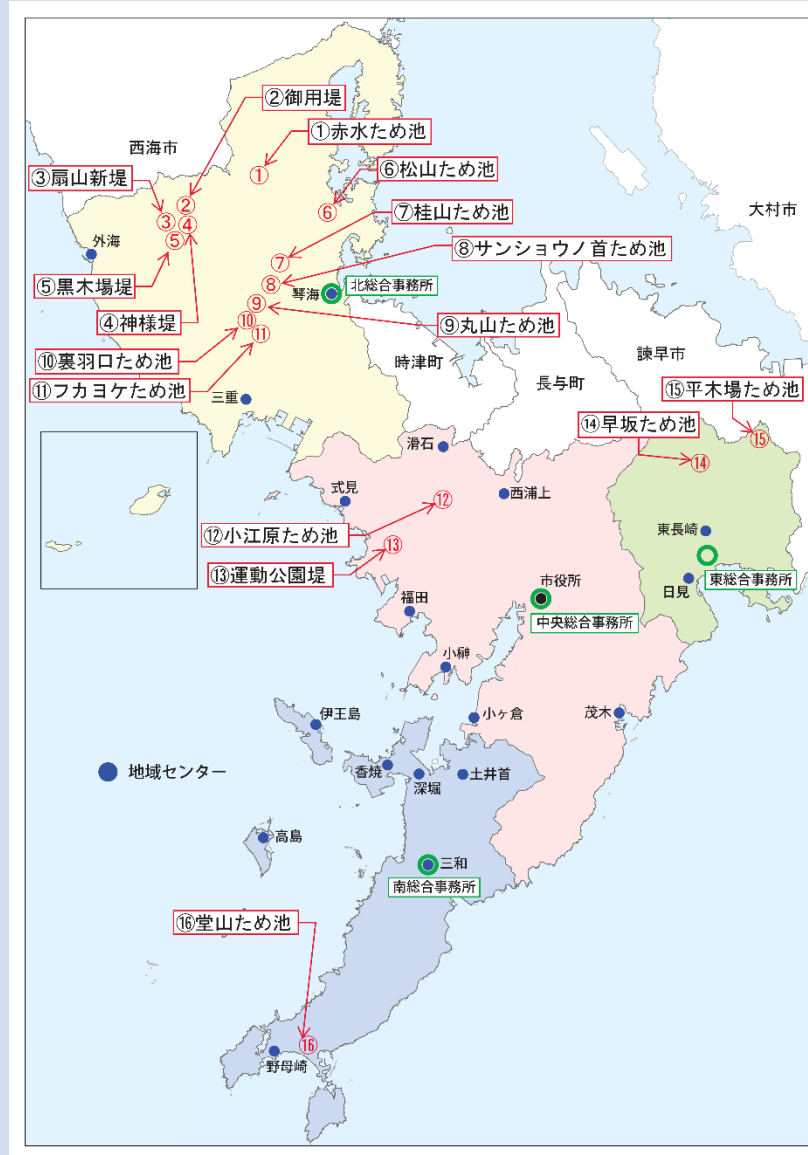 ②御用堤
①赤水ため池
西海市
⑥松山ため池
③扇山新堤
①
大村市
②
⑥
③
④
⑦桂山ため池
⑤
外海
⑧サンショウノ首ため池
⑦
⑤黒木場堤
⑧
北総合事務所
琴海
④神様堤
⑨
⑨丸山ため池
⑩
⑪
時津町
諫早市
⑩裏羽口ため池
長与町
⑪フカヨケため池
⑮平木場ため池
三重
⑭早坂ため池
⑮
滑石
⑭
式見
⑫
西浦上
⑫小江原ため池
東長崎
⑬
⑬運動公園堤
市役所
東総合事務所
日見
福田
中央総合事務所
小榊
伊王島
小ヶ倉
茂木
地域センター
香焼
深堀
土井首
高島
三和
南総合事務所
⑯堂山ため池
⑯
野母崎